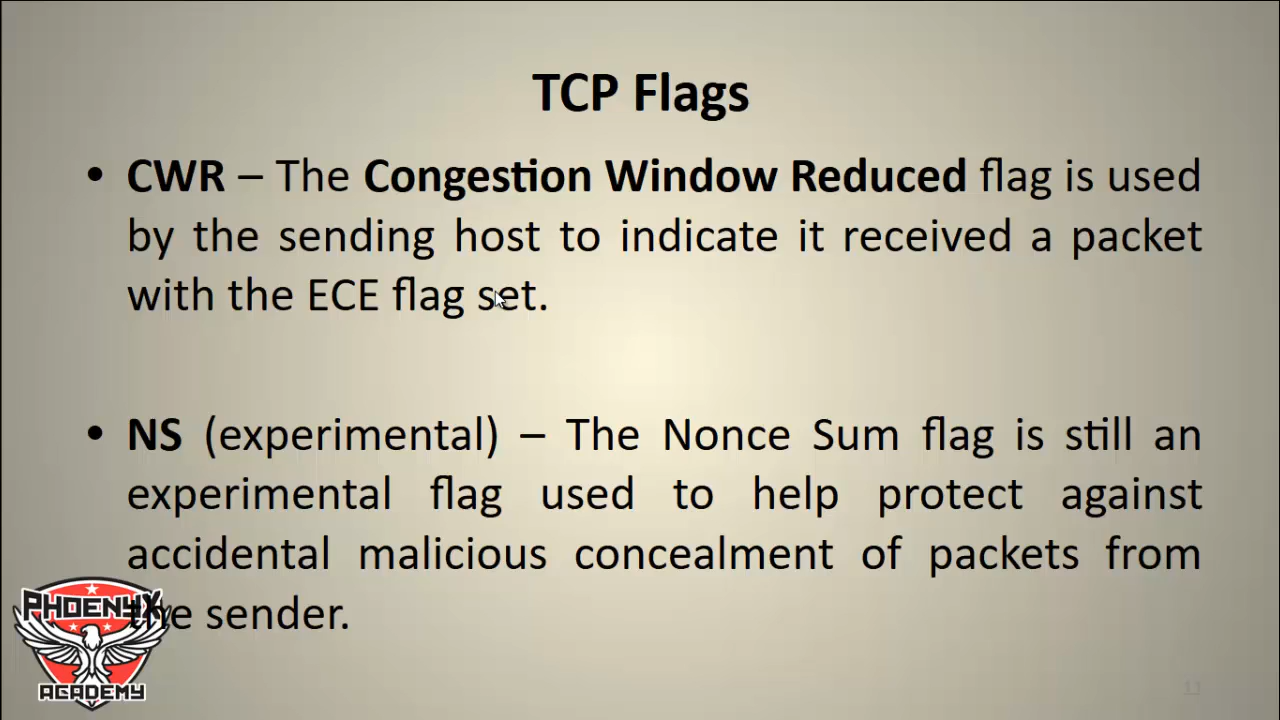 TCP Flags
• CWR – The Congestion Window Reduced flag is used
by the sending host to indicate it received a packet
with the ECE flag set.
• NS (experimental) – The Nonce Sum flag is still an
experimental flag used to help protect against
accidental malicious concealment of packets from
the sender.
PHOENYX
ACADEMY
11